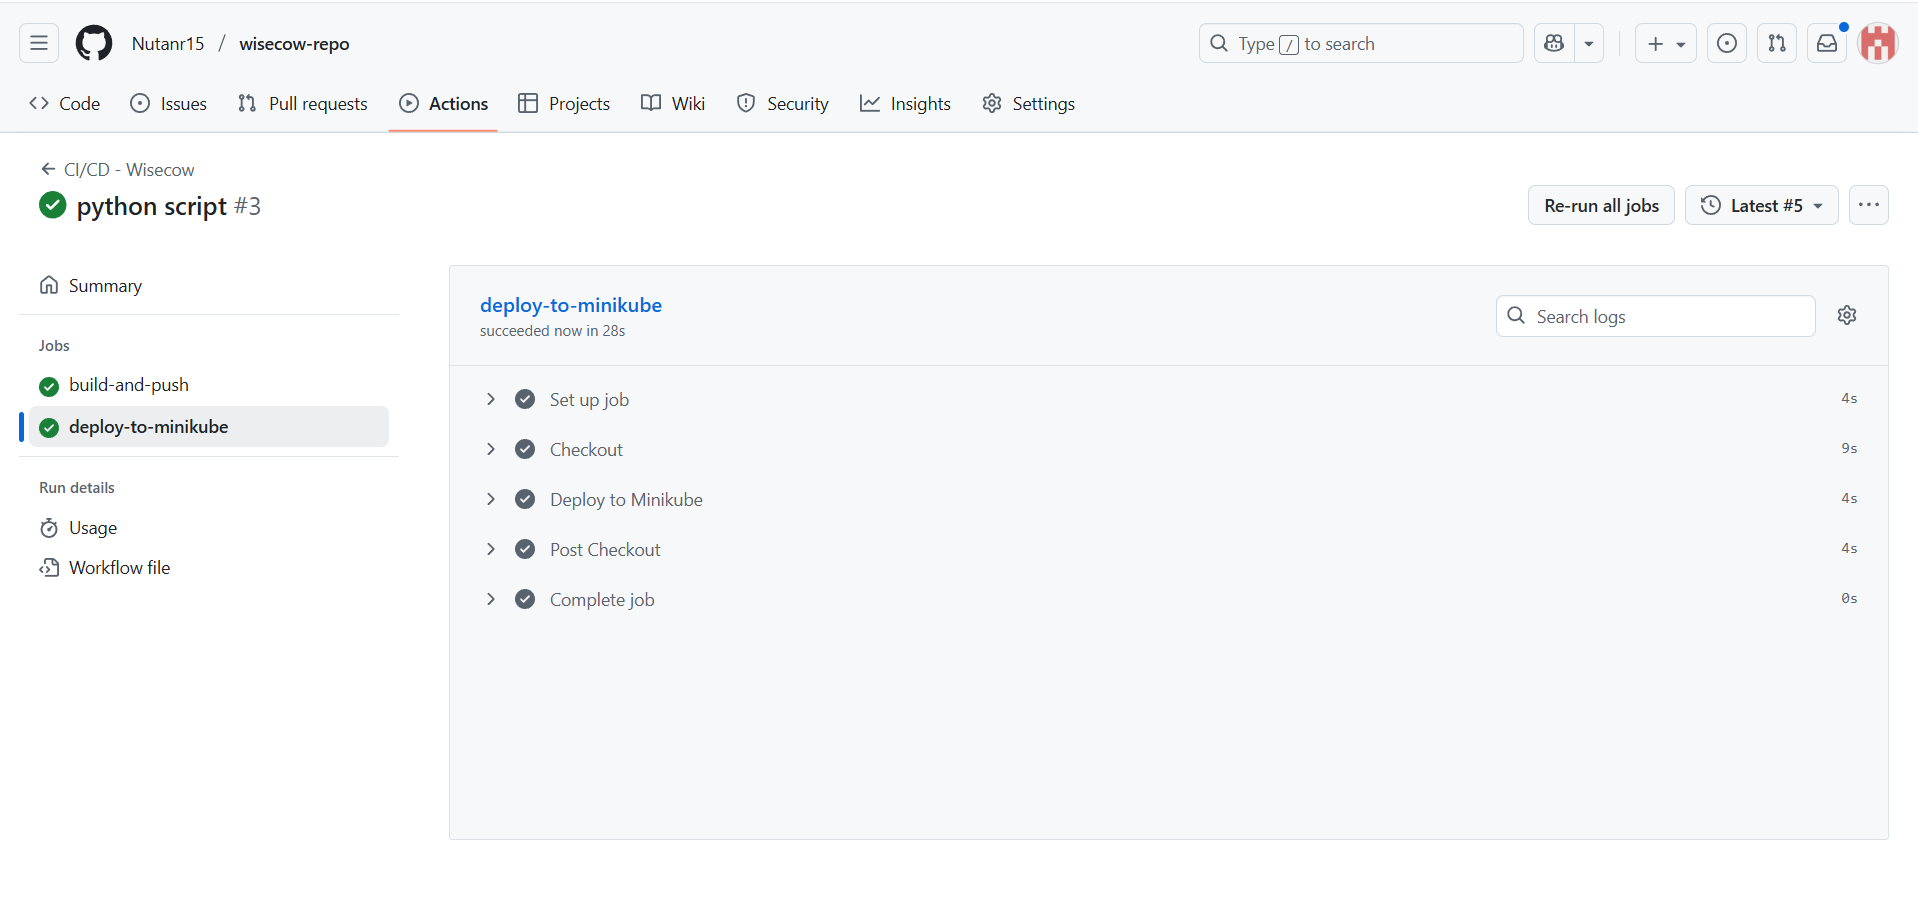 Nutanr15 / wisecow-repo
Type / to search
Code
Issues
Pull requests
Actions
Projects
Wiki
Security
Insights
Settings
CI/CD - Wisecow
python script #3
Re-run all jobs
Latest #5
Summary
Jobs
build-and-push
deploy-to-minikube
Run details
Usage
Workflow file
deploy-to-minikube
succeeded now in 28s
Search logs
Set up job 4s
Checkout 9s
Deploy to Minikube 4s
Post Checkout 4s
Complete job 0s